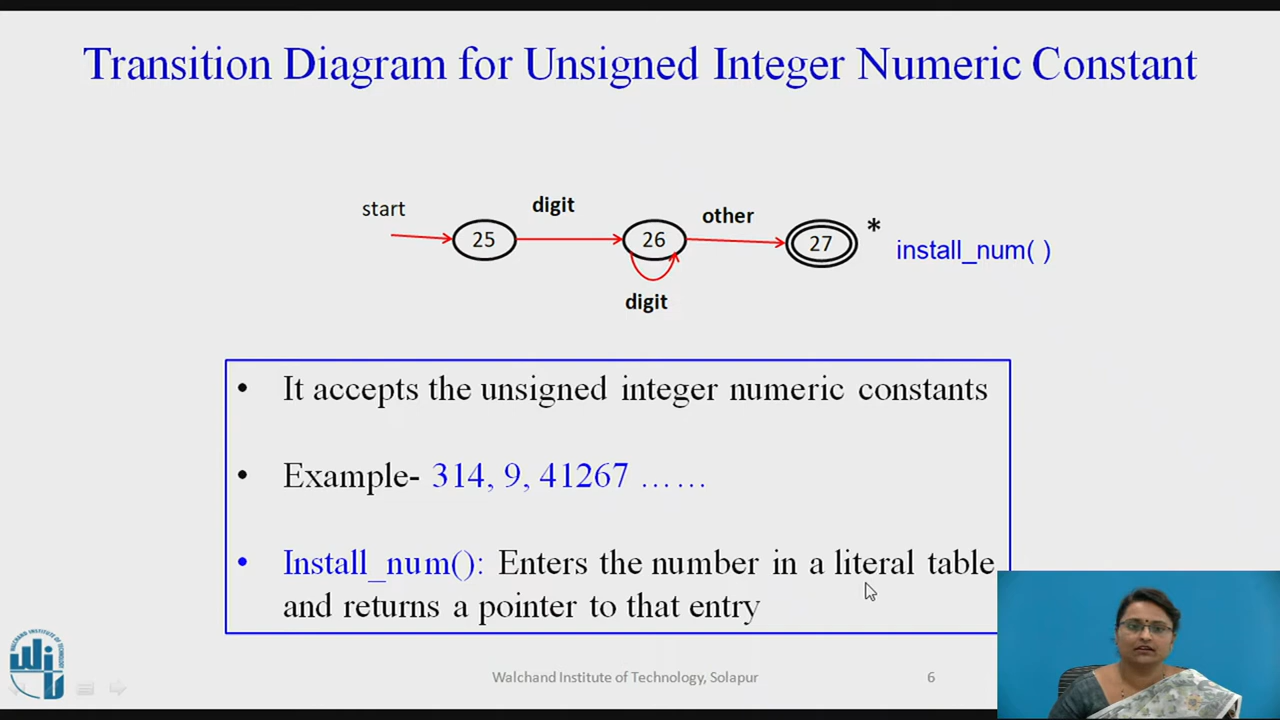 Transition Diagram for Unsigned Integer Numeric Constant
start
digit
other
25
26
27
*
install_num( )
digit
• It accepts the unsigned integer numeric constants
• Example- 314, 9, 41267 ……
• Install_num(): Enters the number in a literal table
and returns a pointer to that entry
Walchand Institute of Technology, Solapur
6